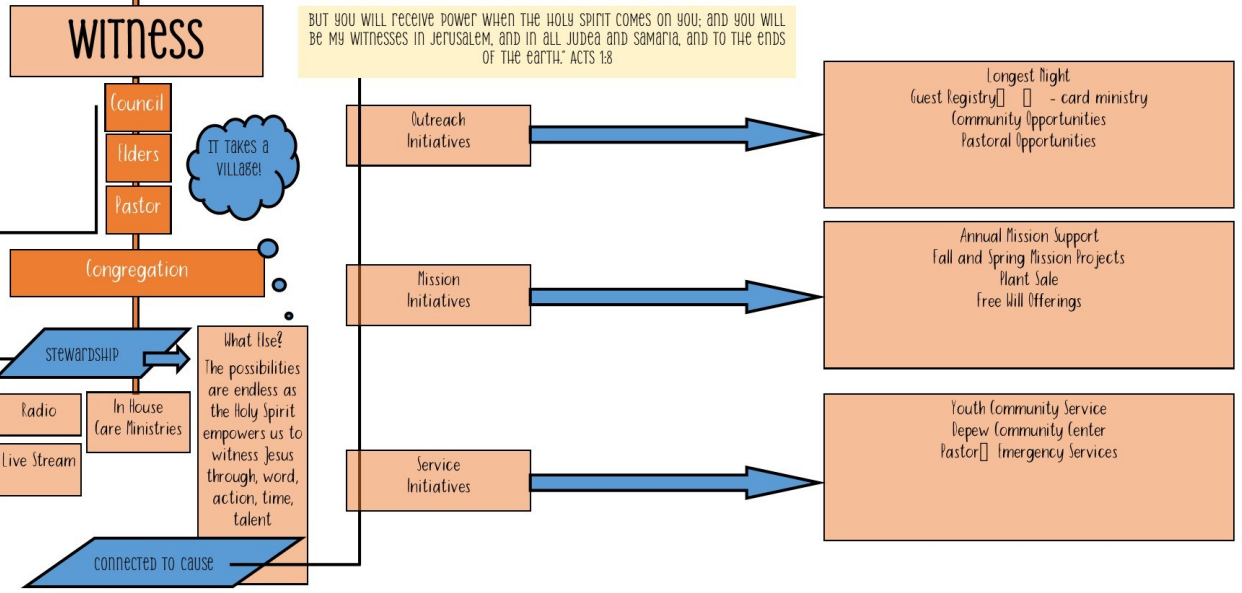 WITNESS
BUT YOU WILL RECEIVE POWER WHEN THE HOLY SPIRIT COMES ON YOU; AND YOU WILL
BE MY WITNESSES IN JERUSALEM, AND IN ALL JUDEA AND SAMARIA, AND TO THE ENDS
OF THE EARTH." ACTS 1:8
Council
Elders
Pastor
IT TAKES A
VILLAGE!
Congregation
STEWARDSHIP
Radio
Live Stream
In House
Care Ministries
What Else?
The possibilities
are endless as
the Holy Spirit
empowers us to
witness Jesus
through, word,
action, time,
talent
CONNECTED TO CAUSE
Outreach
Initiatives
Longest Night
Guest Registry▯ ▯ - card ministry
Community Opportunities
Pastoral Opportunities
Mission
Initiatives
Annual Mission Support
Fall and Spring Mission Projects
Plant Sale
Free Will Offerings
Service
Initiatives
Youth Community Service
Depew Community Center
Pastor▯ Emergency Services